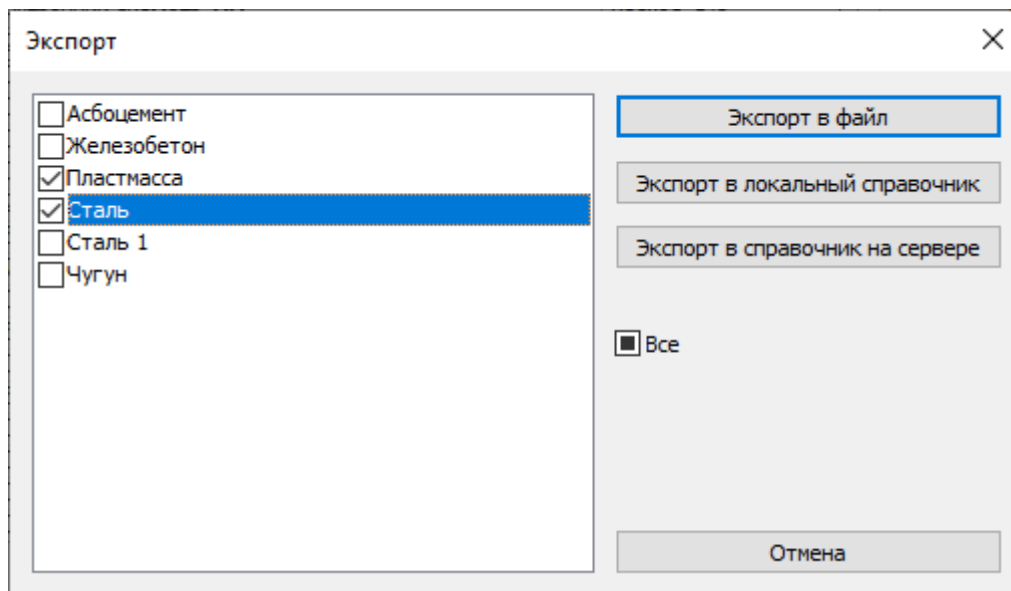 Экспорт
Асбоцемент
Железобетон
Пластмасса
Сталь
Сталь 1
Чугун
Экспорт в файл
Экспорт в локальный справочник
Экспорт в справочник на сервере
Все
Отмена